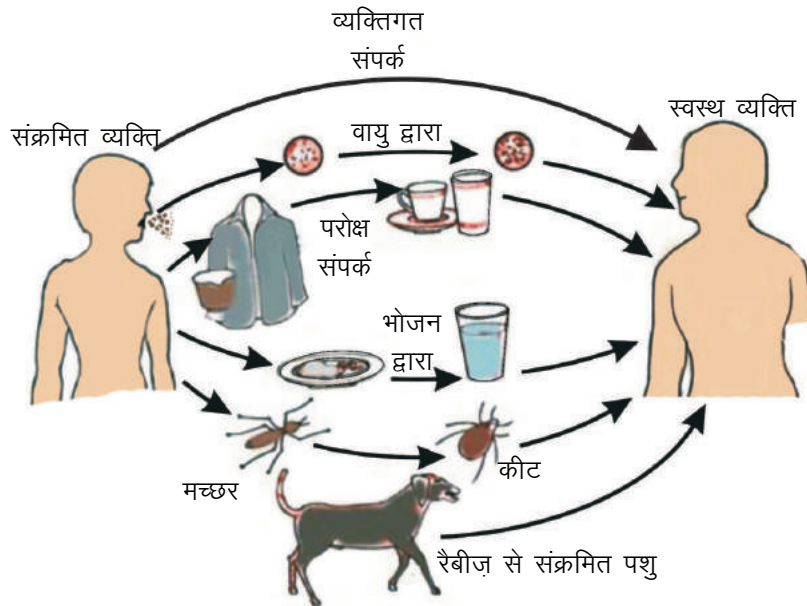 व्यक्तिगत
संपर्क
संक्रमित व्यक्ति
स्वस्थ व्यक्ति
वायु द्वारा
परोक्ष
संपर्क
भोजन
द्वारा
मच्छर
कीट
रैबीज़ से संक्रमित पशु